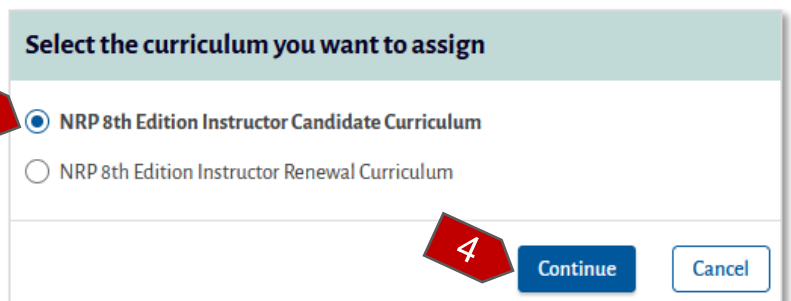 Select the curriculum you want to assign
NRP 8th Edition Instructor Candidate Curriculum
NRP 8th Edition Instructor Renewal Curriculum
4
Continue
Cancel